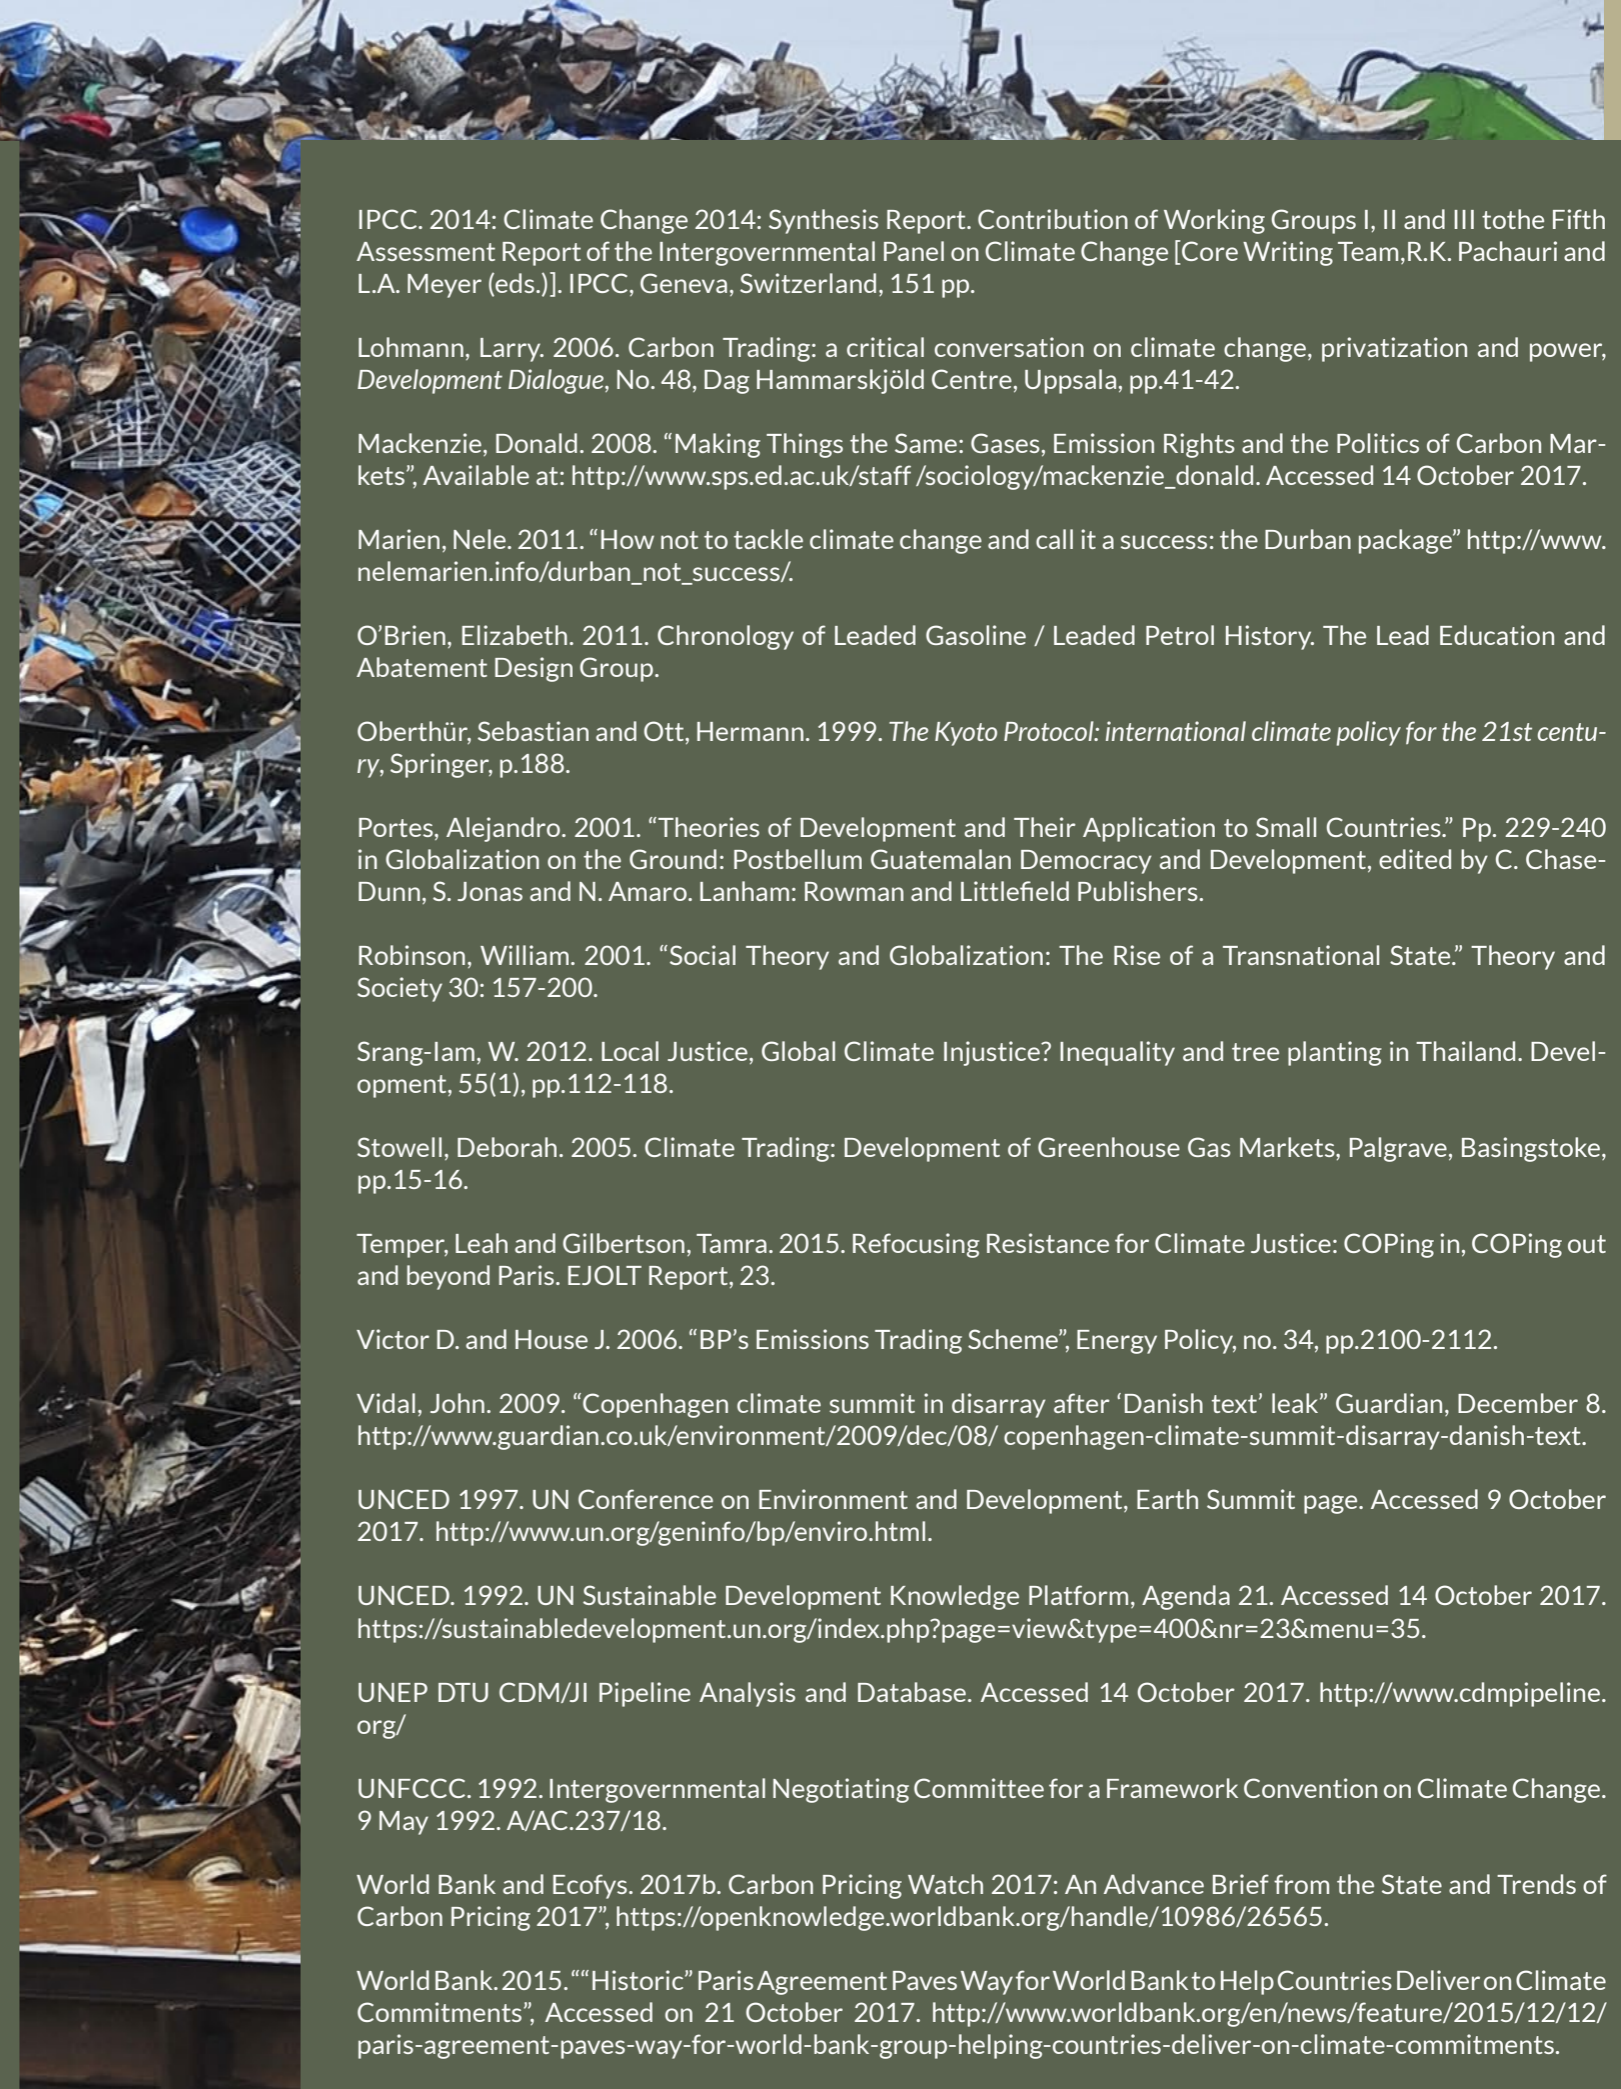 IPCC. 2014: Climate Change 2014: Synthesis Report. Contribution of Working Groups I, II and III tothe Fifth
Assessment Report of the Intergovernmental Panel on Climate Change [Core Writing Team,R.K. Pachauri and
L.A. Meyer (eds.)]. IPCC, Geneva, Switzerland, 151 pp.
Lohmann, Larry. 2006. Carbon Trading: a critical conversation on climate change, privatization and power,
Development Dialogue, No. 48, Dag Hammarskjöld Centre, Uppsala, pp.41-42.
Mackenzie, Donald. 2008. “Making Things the Same: Gases, Emission Rights and the Politics of Carbon Mar-
kets”, Available at: http://www.sps.ed.ac.uk/staff /sociology/mackenzie_donald. Accessed 14 October 2017.
Marien, Nele. 2011. “How not to tackle climate change and call it a success: the Durban package” http://www.
nelemarien.info/durban_not_success/.
O’Brien, Elizabeth. 2011. Chronology of Leaded Gasoline / Leaded Petrol History. The Lead Education and
Abatement Design Group.
Oberthür, Sebastian and Ott, Hermann. 1999. The Kyoto Protocol: international climate policy for the 21st centu-
ry, Springer, p.188.
Portes, Alejandro. 2001. “Theories of Development and Their Application to Small Countries.” Pp. 229-240
in Globalization on the Ground: Postbellum Guatemalan Democracy and Development, edited by C. Chase-
Dunn, S. Jonas and N. Amaro. Lanham: Rowman and Littlefield Publishers.
Robinson, William. 2001. “Social Theory and Globalization: The Rise of a Transnational State.” Theory and
Society 30: 157-200.
Srang-Iam, W. 2012. Local Justice, Global Climate Injustice? Inequality and tree planting in Thailand. Devel-
opment, 55(1), pp.112-118.
Stowell, Deborah. 2005. Climate Trading: Development of Greenhouse Gas Markets, Palgrave, Basingstoke,
pp.15-16.
Temper, Leah and Gilbertson, Tamra. 2015. Refocusing Resistance for Climate Justice: COPing in, COPing out
and beyond Paris. EJOLT Report, 23.
Victor D. and House J. 2006. “BP’s Emissions Trading Scheme”, Energy Policy, no. 34, pp.2100-2112.
Vidal, John. 2009. “Copenhagen climate summit in disarray after ‘Danish text’ leak” Guardian, December 8.
http://www.guardian.co.uk/environment/2009/dec/08/ copenhagen-climate-summit-disarray-danish-text.
UNCED 1997. UN Conference on Environment and Development, Earth Summit page. Accessed 9 October
2017. http://www.un.org/geninfo/bp/enviro.html.
UNCED. 1992. UN Sustainable Development Knowledge Platform, Agenda 21. Accessed 14 October 2017.
https://sustainabledevelopment.un.org/index.php?page=view&type=400&nr=23&menu=35.
UNEP DTU CDM/JI Pipeline Analysis and Database. Accessed 14 October 2017. http://www.cdmpipeline.
org/
UNFCCC. 1992. Intergovernmental Negotiating Committee for a Framework Convention on Climate Change.
9 May 1992. A/AC.237/18.
World Bank and Ecofys. 2017b. Carbon Pricing Watch 2017: An Advance Brief from the State and Trends of
Carbon Pricing 2017”, https://openknowledge.worldbank.org/handle/10986/26565.
World Bank. 2015. ““Historic” Paris Agreement Paves Way for World Bank to Help Countries Deliver on Climate
Commitments”, Accessed on 21 October 2017. http://www.worldbank.org/en/news/feature/2015/12/12/
paris-agreement-paves-way-for-world-bank-group-helping-countries-deliver-on-climate-commitments.